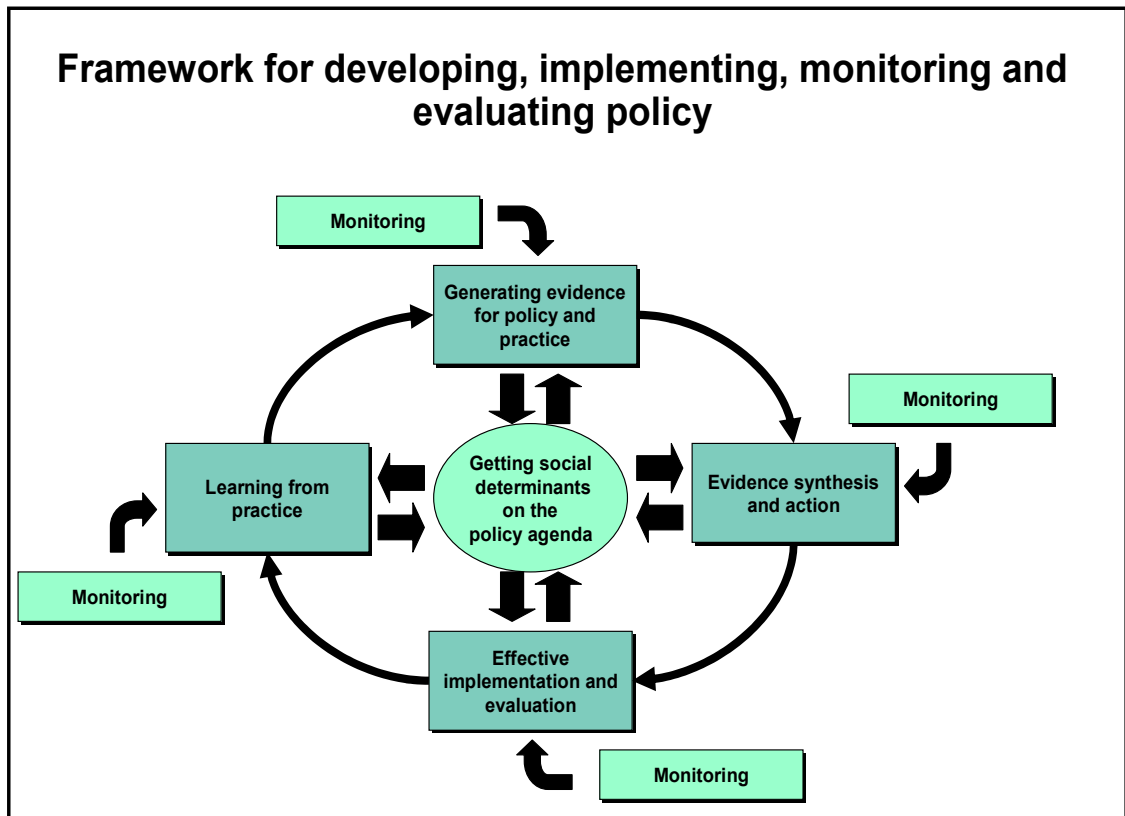 Framework for developing, implementing, monitoring and
evaluating policy
Monitoring
Generating evidence
for policy and
practice
Monitoring
Getting social
determinants
on the
policy agenda
Learning from
practice
Evidence synthesis
and action
Monitoring
Effective
implementation and
evaluation
Monitoring